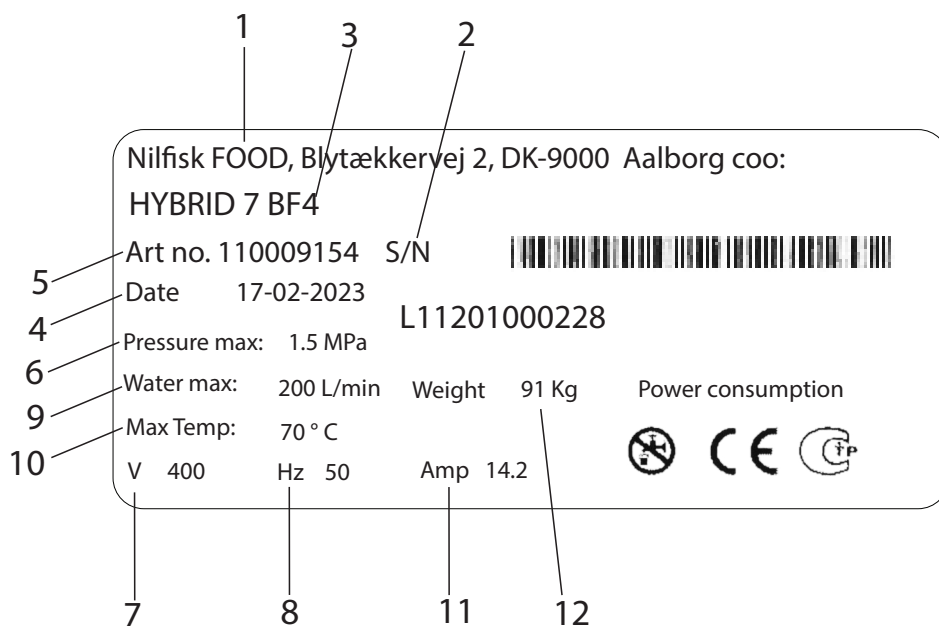 1
3
2
Nilfisk FOOD, Blytækkervej 2, DK-9000 Aalborg coo:
HYBRID 7 BF4
5 Art no. 110009154 S/N
4 Date 17-02-2023
L11201000228
6 Pressure max: 1.5 MPa
9 Water max: 200 L/min Weight 91 Kg Power consumption
10 Max Temp: 70 ° C
V 400 Hz 50 Amp 14.2
CE
C TP
7 8 11 12